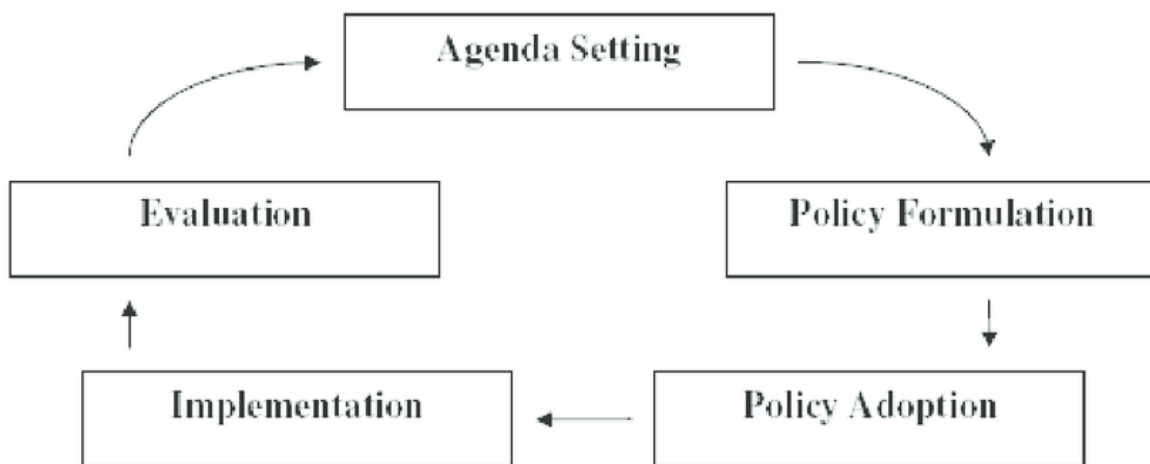 Agenda Setting
Evaluation
Policy Formulation
Implementation
Policy Adoption